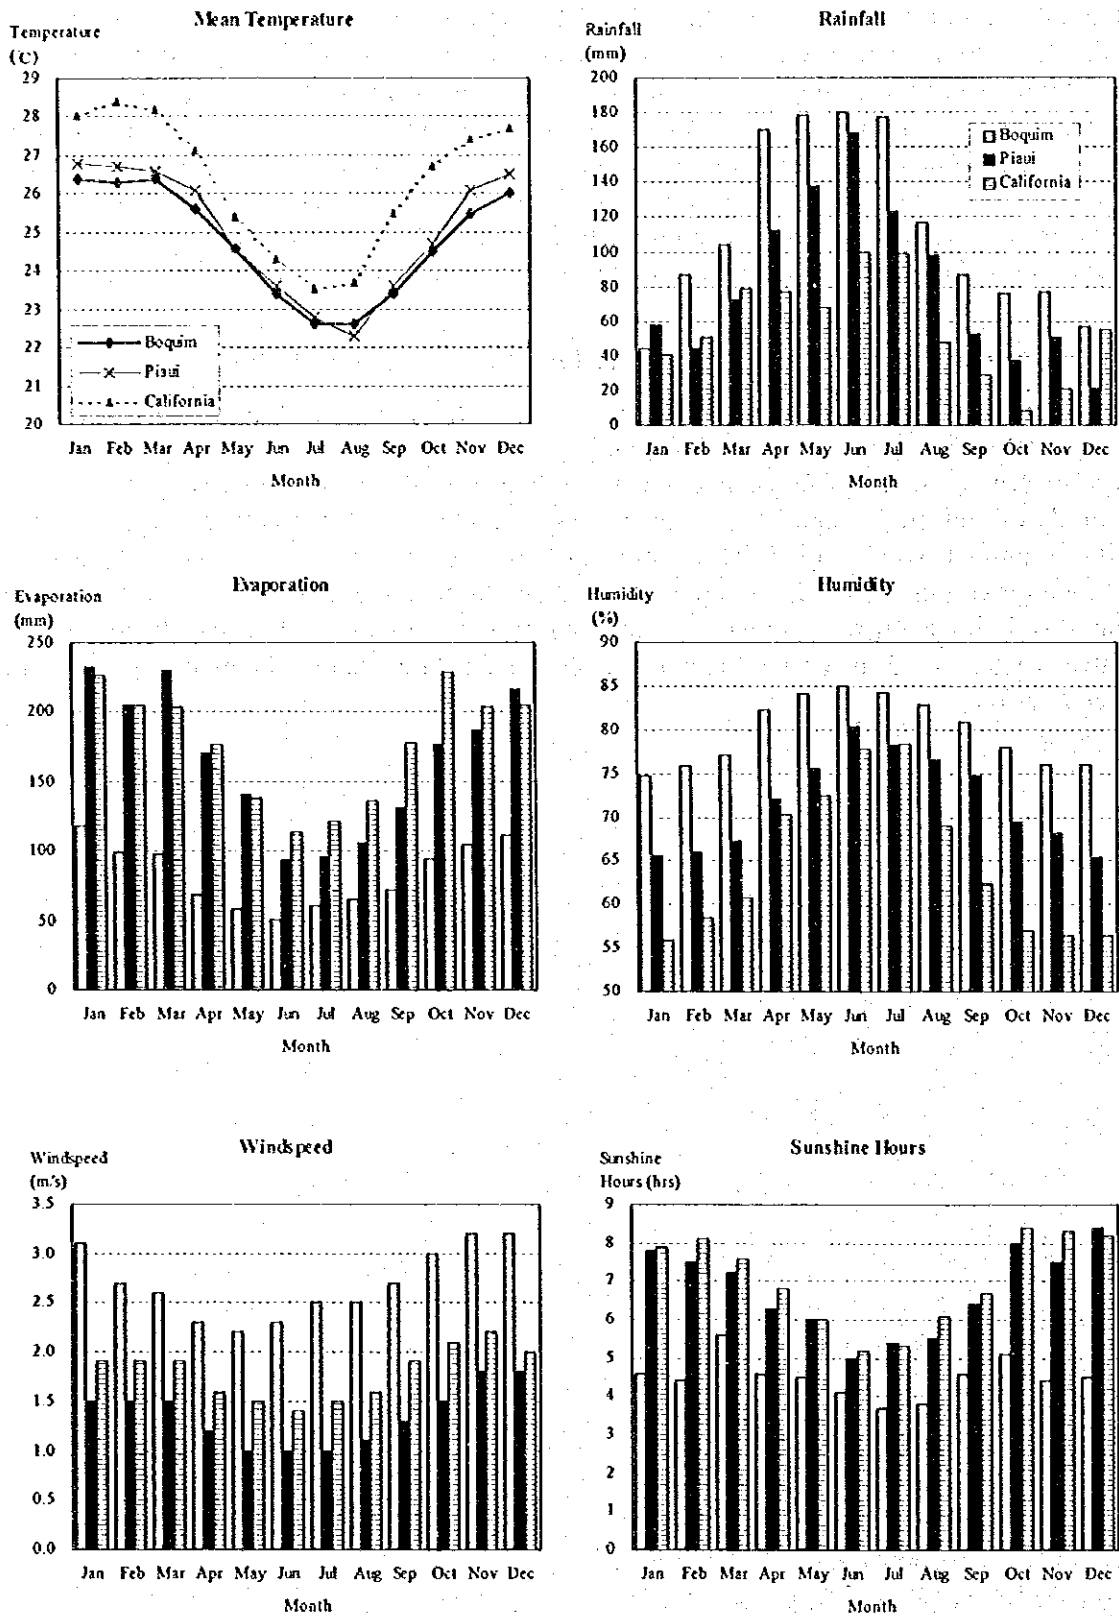 Mean Temperature
Temperature
(℃)
29
28
27
26
25
24
23
22
21
20
Boquim
Piaui
California
Jan Feb Mar Apr May Jun Jul Aug Sep Oct Nov Dec
Month
Rainfall
Rainfall
(mm)
200
180
160
140
120
100
80
60
40
20
0
Boquim
Piaui
California
Jan Feb Mar Apr May Jun Jul Aug Sep Oct Nov Dec
Month
Evaporation
Evaporation
(mm)
250
200
150
100
50
0
Jan Feb Mar Apr May Jun Jul Aug Sep Oct Nov Dec
Month
Humidity
Humidity
(%)
90
85
80
75
70
65
60
55
50
Jan Feb Mar Apr May Jun Jul Aug Sep Oct Nov Dec
Month
Windspeed
Windspeed
(m/s)
3.5
3.0
2.5
2.0
1.5
1.0
0.5
0.0
Jan Feb Mar Apr May Jun Jul Aug Sep Oct Nov Dec
Month
Sunshine Hours
Sunshine
Hours (hrs)
9
8
7
6
5
4
3
2
1
0
Jan Feb Mar Apr May Jun Jul Aug Sep Oct Nov Dec
Month